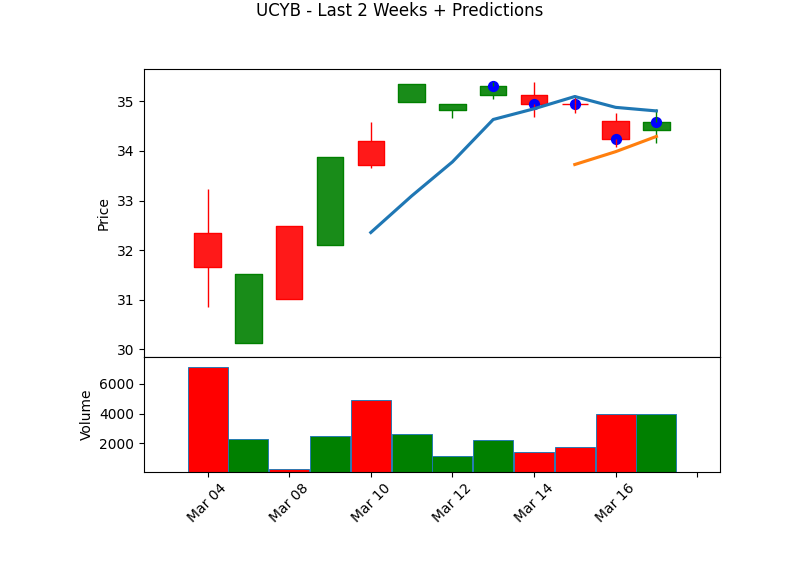 UCYB - Last 2 Weeks + Predictions
35
34
33
32
31
30
Price
6000
4000
2000
Volume
Mar 04
Mar 08
Mar 10
Mar 12
Mar 14
Mar 16